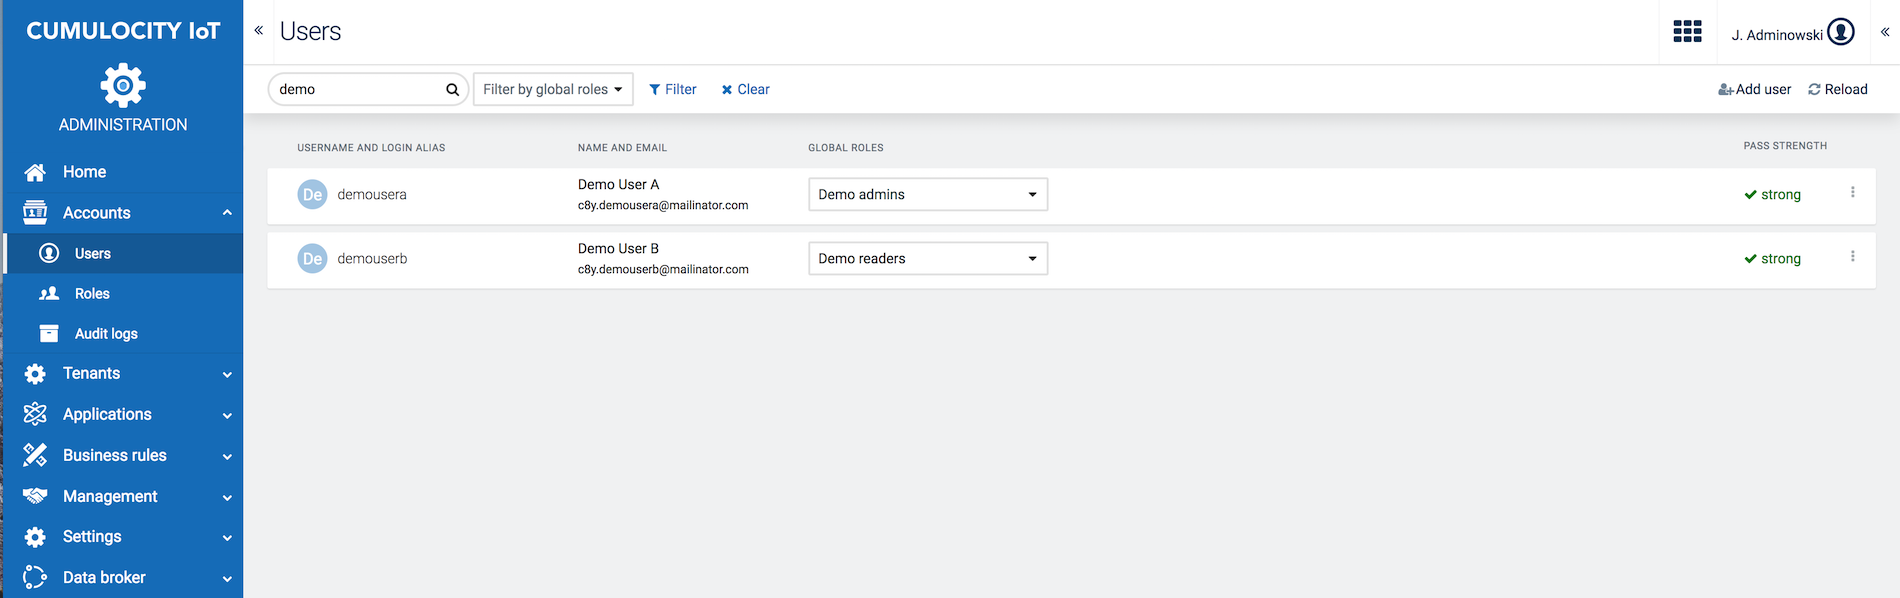 CUMULOCITY IoT
ADMINISTRATION
Home
Accounts
Users
Roles
Audit logs
Tenants
Applications
Business rules
Management
Settings
Data broker
Users
J. Adminowski
demo
Filter by global roles
Filter
Clear
Add user
Reload
USERNAME AND LOGIN ALIAS
NAME AND EMAIL
GLOBAL ROLES
PASS STRENGTH
De
demousera
Demo User A
c8y.demousera@mailinator.com
Demo admins
strong
De
demouserb
Demo User B
c8y.demouserb@mailinator.com
Demo readers
strong